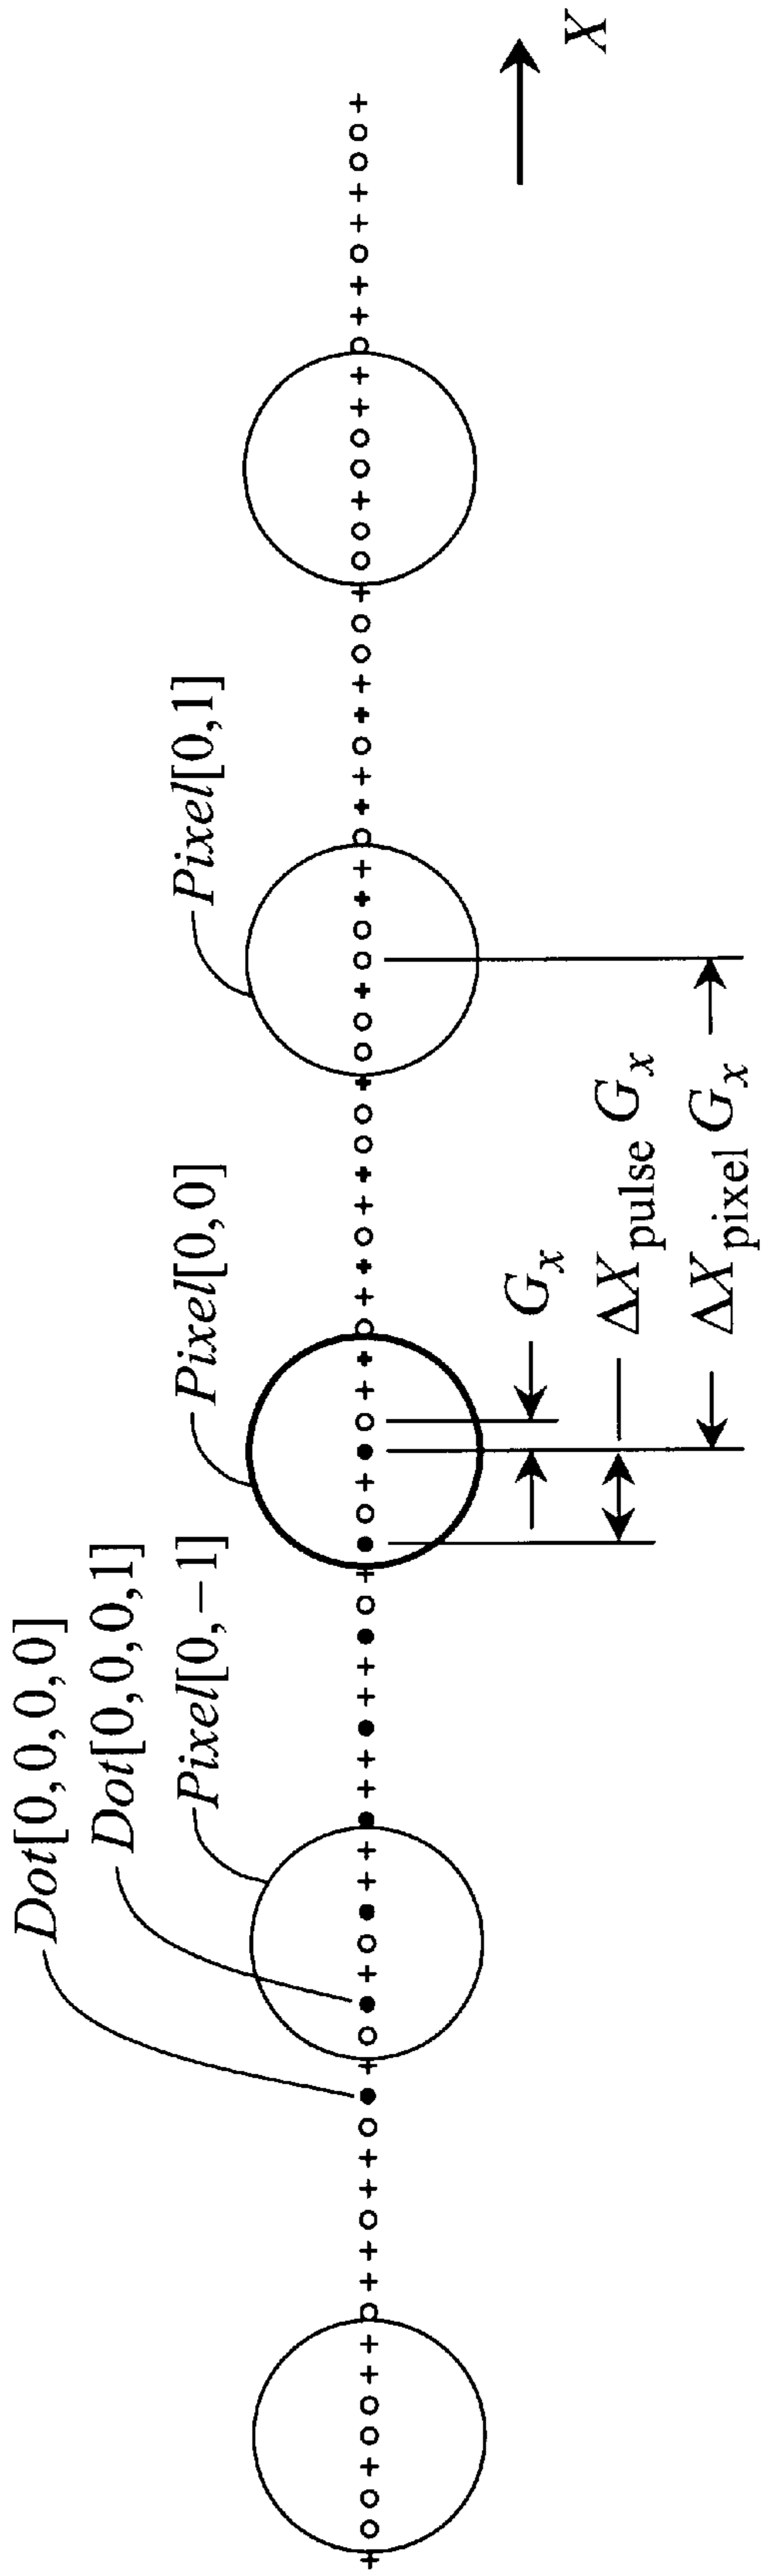 Dot[0,0,0,0]
Dot[0,0,0,1]
Pixel[0,−1]
Pixel[0,0]
Pixel[0,1]
G_x
ΔX_pulse G_x
ΔX_pixel G_x
X